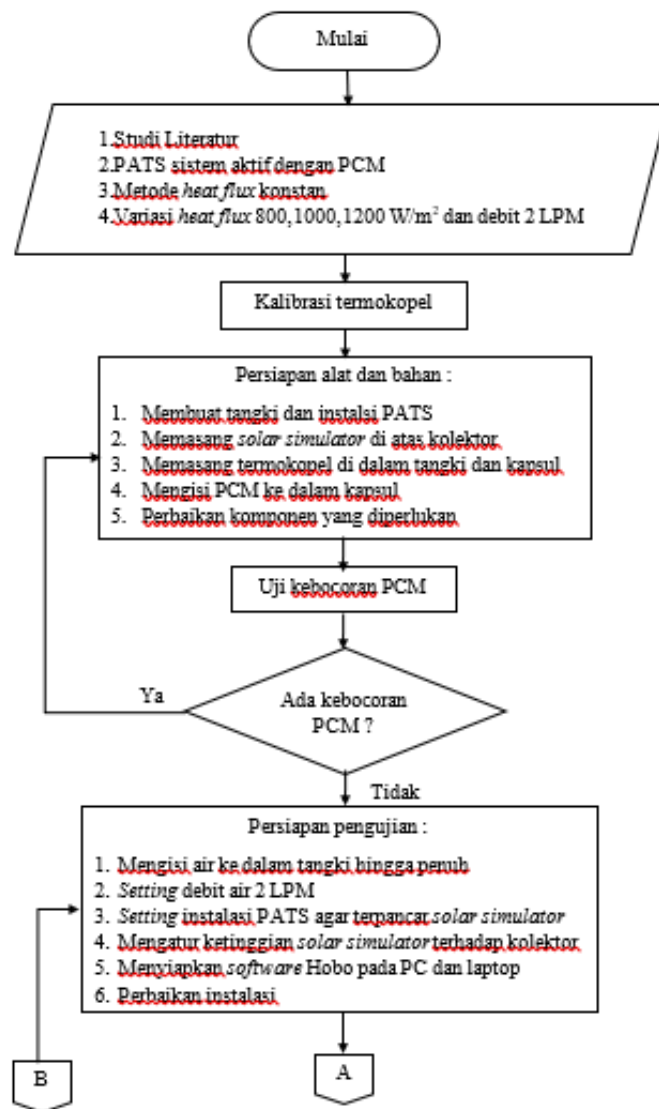 Mulai
1.Studi Literatur
2.PATS sistem aktif dengan PCM
3.Metode heat flux konstan
4.Variasi heat flux 800,1000,1200 W/m² dan debit 2 LPM
Kalibrasi termokopel
Persiapan alat dan bahan :
1. Membuat tangki dan instalsi PATS
2. Memasang solar simulator di atas kolektor
3. Memasang termokopel di dalam tangki dan kapsul
4. Mengisi PCM ke dalam kapsul
5. Perbaikan komponen yang diperlukan
Uji kebocoran PCM
Ya
Ada kebocoran
PCM ?
Tidak
Persiapan pengujian :
1. Mengisi air ke dalam tangki hingga penuh
2. Setting debit air 2 LPM
3. Setting instalasi PATS agar terpancar solar simulator
4. Mengatur ketinggian solar simulator terhadap kolektor
5. Menyiapkan software Hobo pada PC dan laptop
6. Perbaikan instalasi
B
A